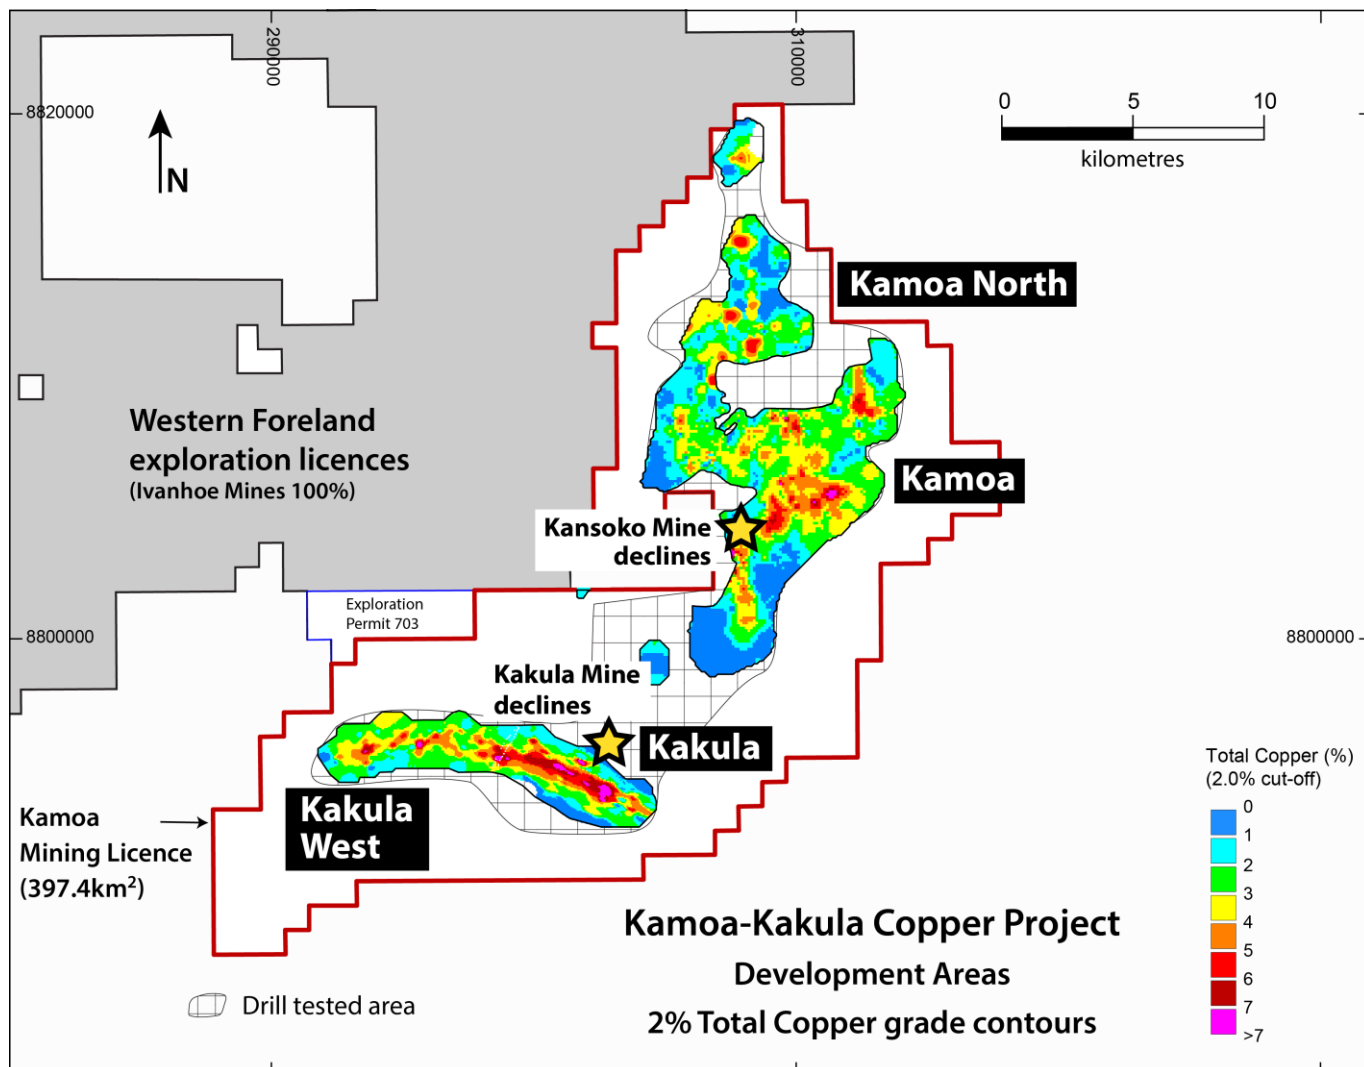 290000
310000
8820000
0 5 10
kilometres
N
Kamoa North
Western Foreland
exploration licences
(Ivanhoe Mines 100%)
Kamoa
Kansoko Mine
declines
Exploration
Permit 703
8800000
8800000
Kakula Mine
declines
Kakula
Total Copper (%)
(2.0% cut-off)
Kakula
West
Kamoa
Mining Licence
(397.4km²)
0
1
2
3
4
5
6
7
>7
Kamoa-Kakula Copper Project
Development Areas
2% Total Copper grade contours
Drill tested area